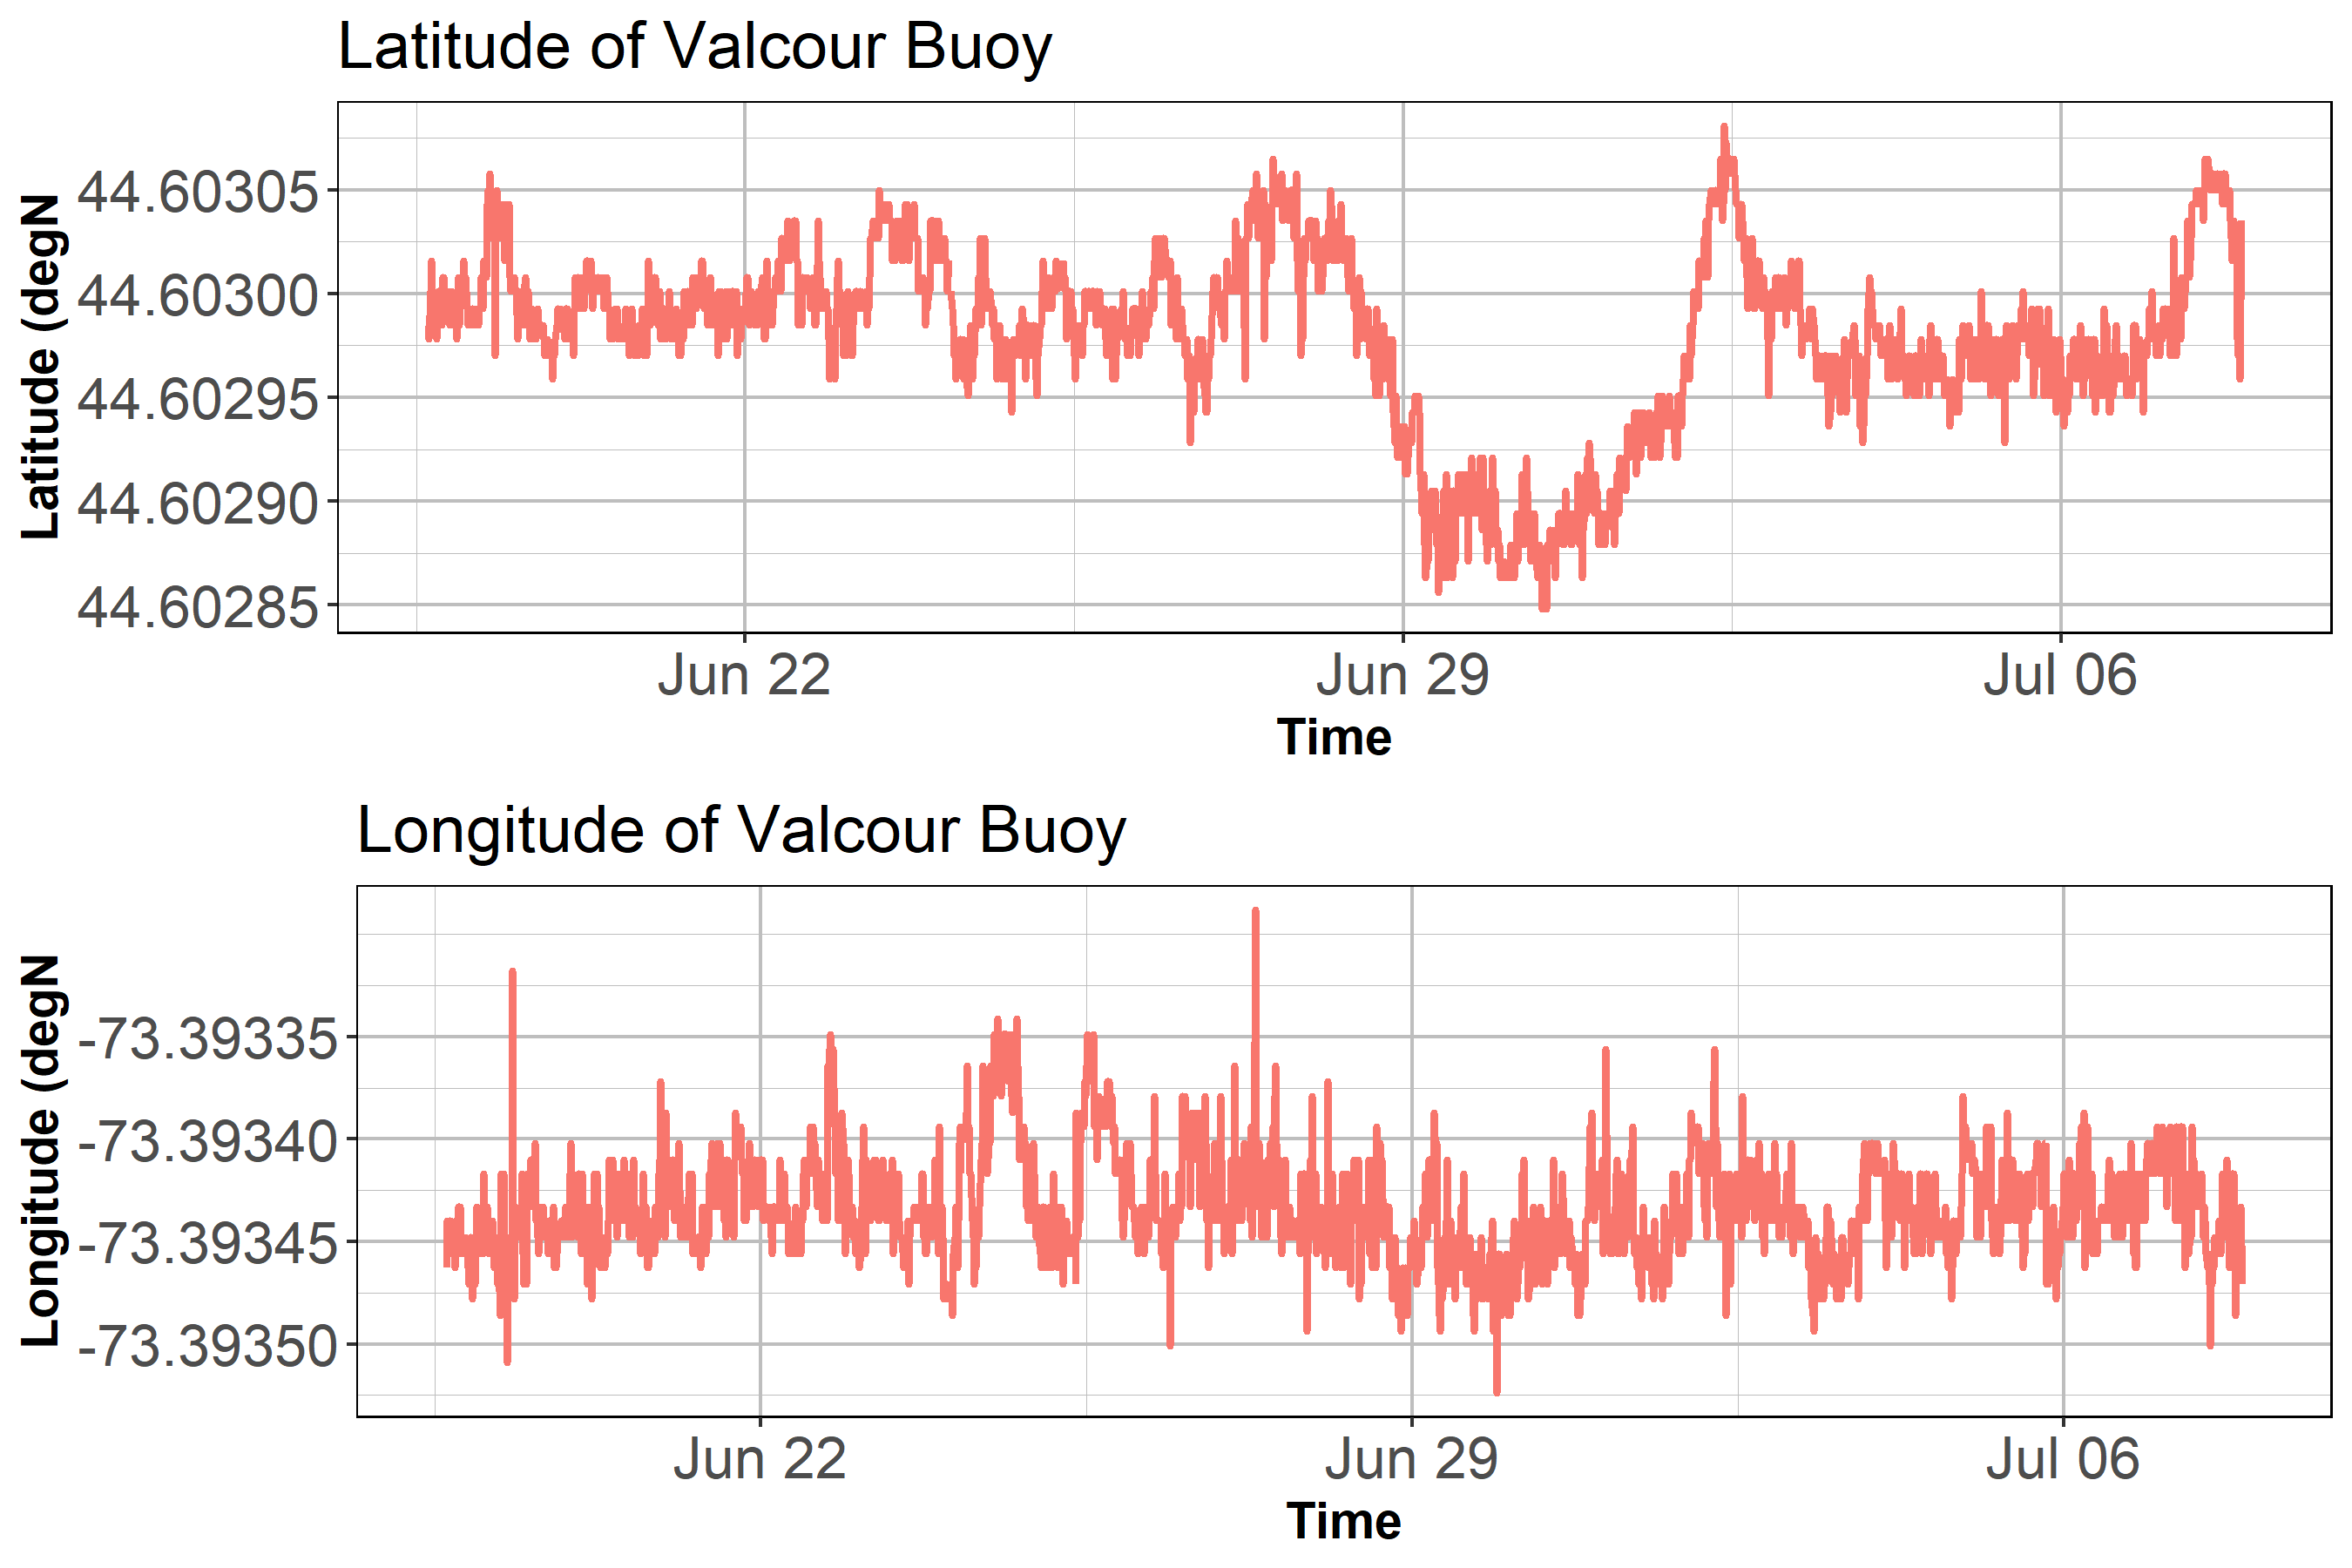 Latitude of Valcour Buoy
Latitude (degN
44.60305
44.60300
44.60295
44.60290
44.60285
Jun 22 Jun 29 Jul 06
Time
Longitude of Valcour Buoy
Longitude (degN
-73.39335
-73.39340
-73.39345
-73.39350
Jun 22 Jun 29 Jul 06
Time